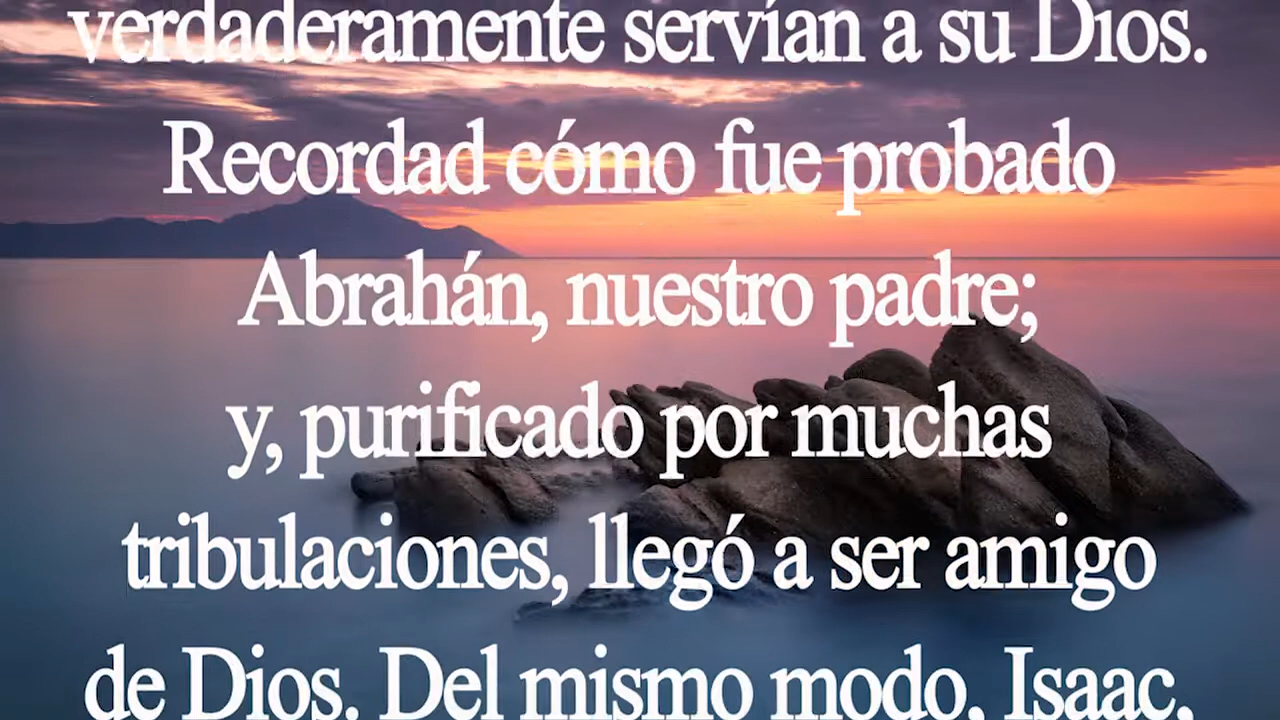 verdaderamente servían a su Dios.
Recordad cómo fue probado
Abrahán, nuestro padre;
y, purificado por muchas
tribulaciones, llegó a ser amigo
de Dios. Del mismo modo, Isaac,